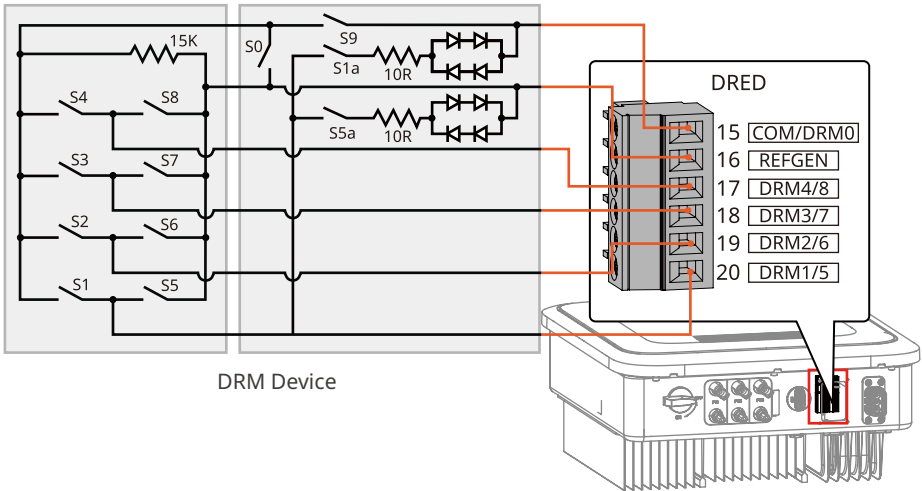 15K
S0
S9
S1a
10R
S5a
10R
S4
S8
S3
S7
S2
S6
S1
S5
DRM Device
DRED
15 COM/DRM0
16 REFGEN
17 DRM4/8
18 DRM3/7
19 DRM2/6
20 DRM1/5